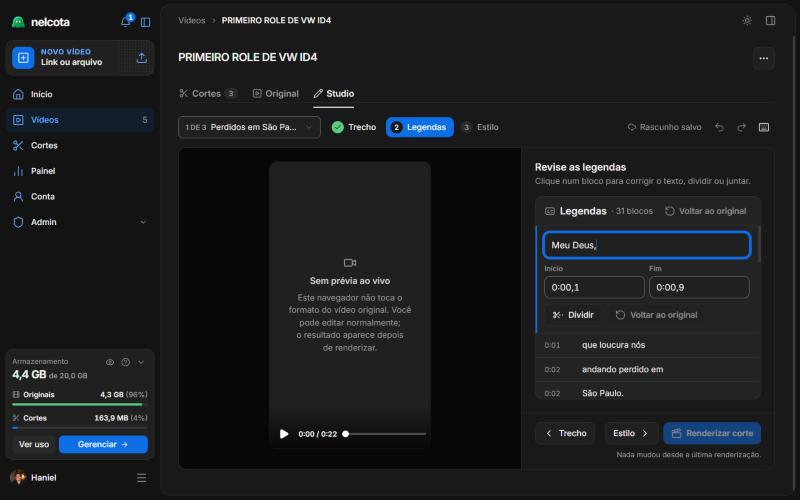 nelcota
1
NOVO VÍDEO
Link ou arquivo
Início
Vídeos 5
Cortes
Painel
Conta
Admin
Armazenamento
4,4 GB de 20,0 GB
Originais 4,3 GB (96%)
Cortes 163,9 MB (4%)
Ver uso Gerenciar →
Haniel
Vídeos › PRIMEIRO ROLE DE VW ID4
PRIMEIRO ROLE DE VW ID4
Cortes 3 Original Studio
1 DE 3 Perdidos em São Pa... Trecho 2 Legendas 3 Estilo Rascunho salvo
Sem prévia ao vivo
Este navegador não toca o
formato do vídeo original. Você
pode editar normalmente;
o resultado aparece depois
de renderizar.
0:00 / 0:22
Revise as legendas
Clique num bloco para corrigir o texto, dividir ou juntar.
Legendas · 31 blocos Voltar ao original
Meu Deus,
Início Fim
0:00,1 0:00,9
Dividir Voltar ao original
0:01 que loucura nós
0:02 andando perdido em
0:02 São Paulo.
Trecho Estilo Renderizar corte
Nada mudou desde a última renderização.